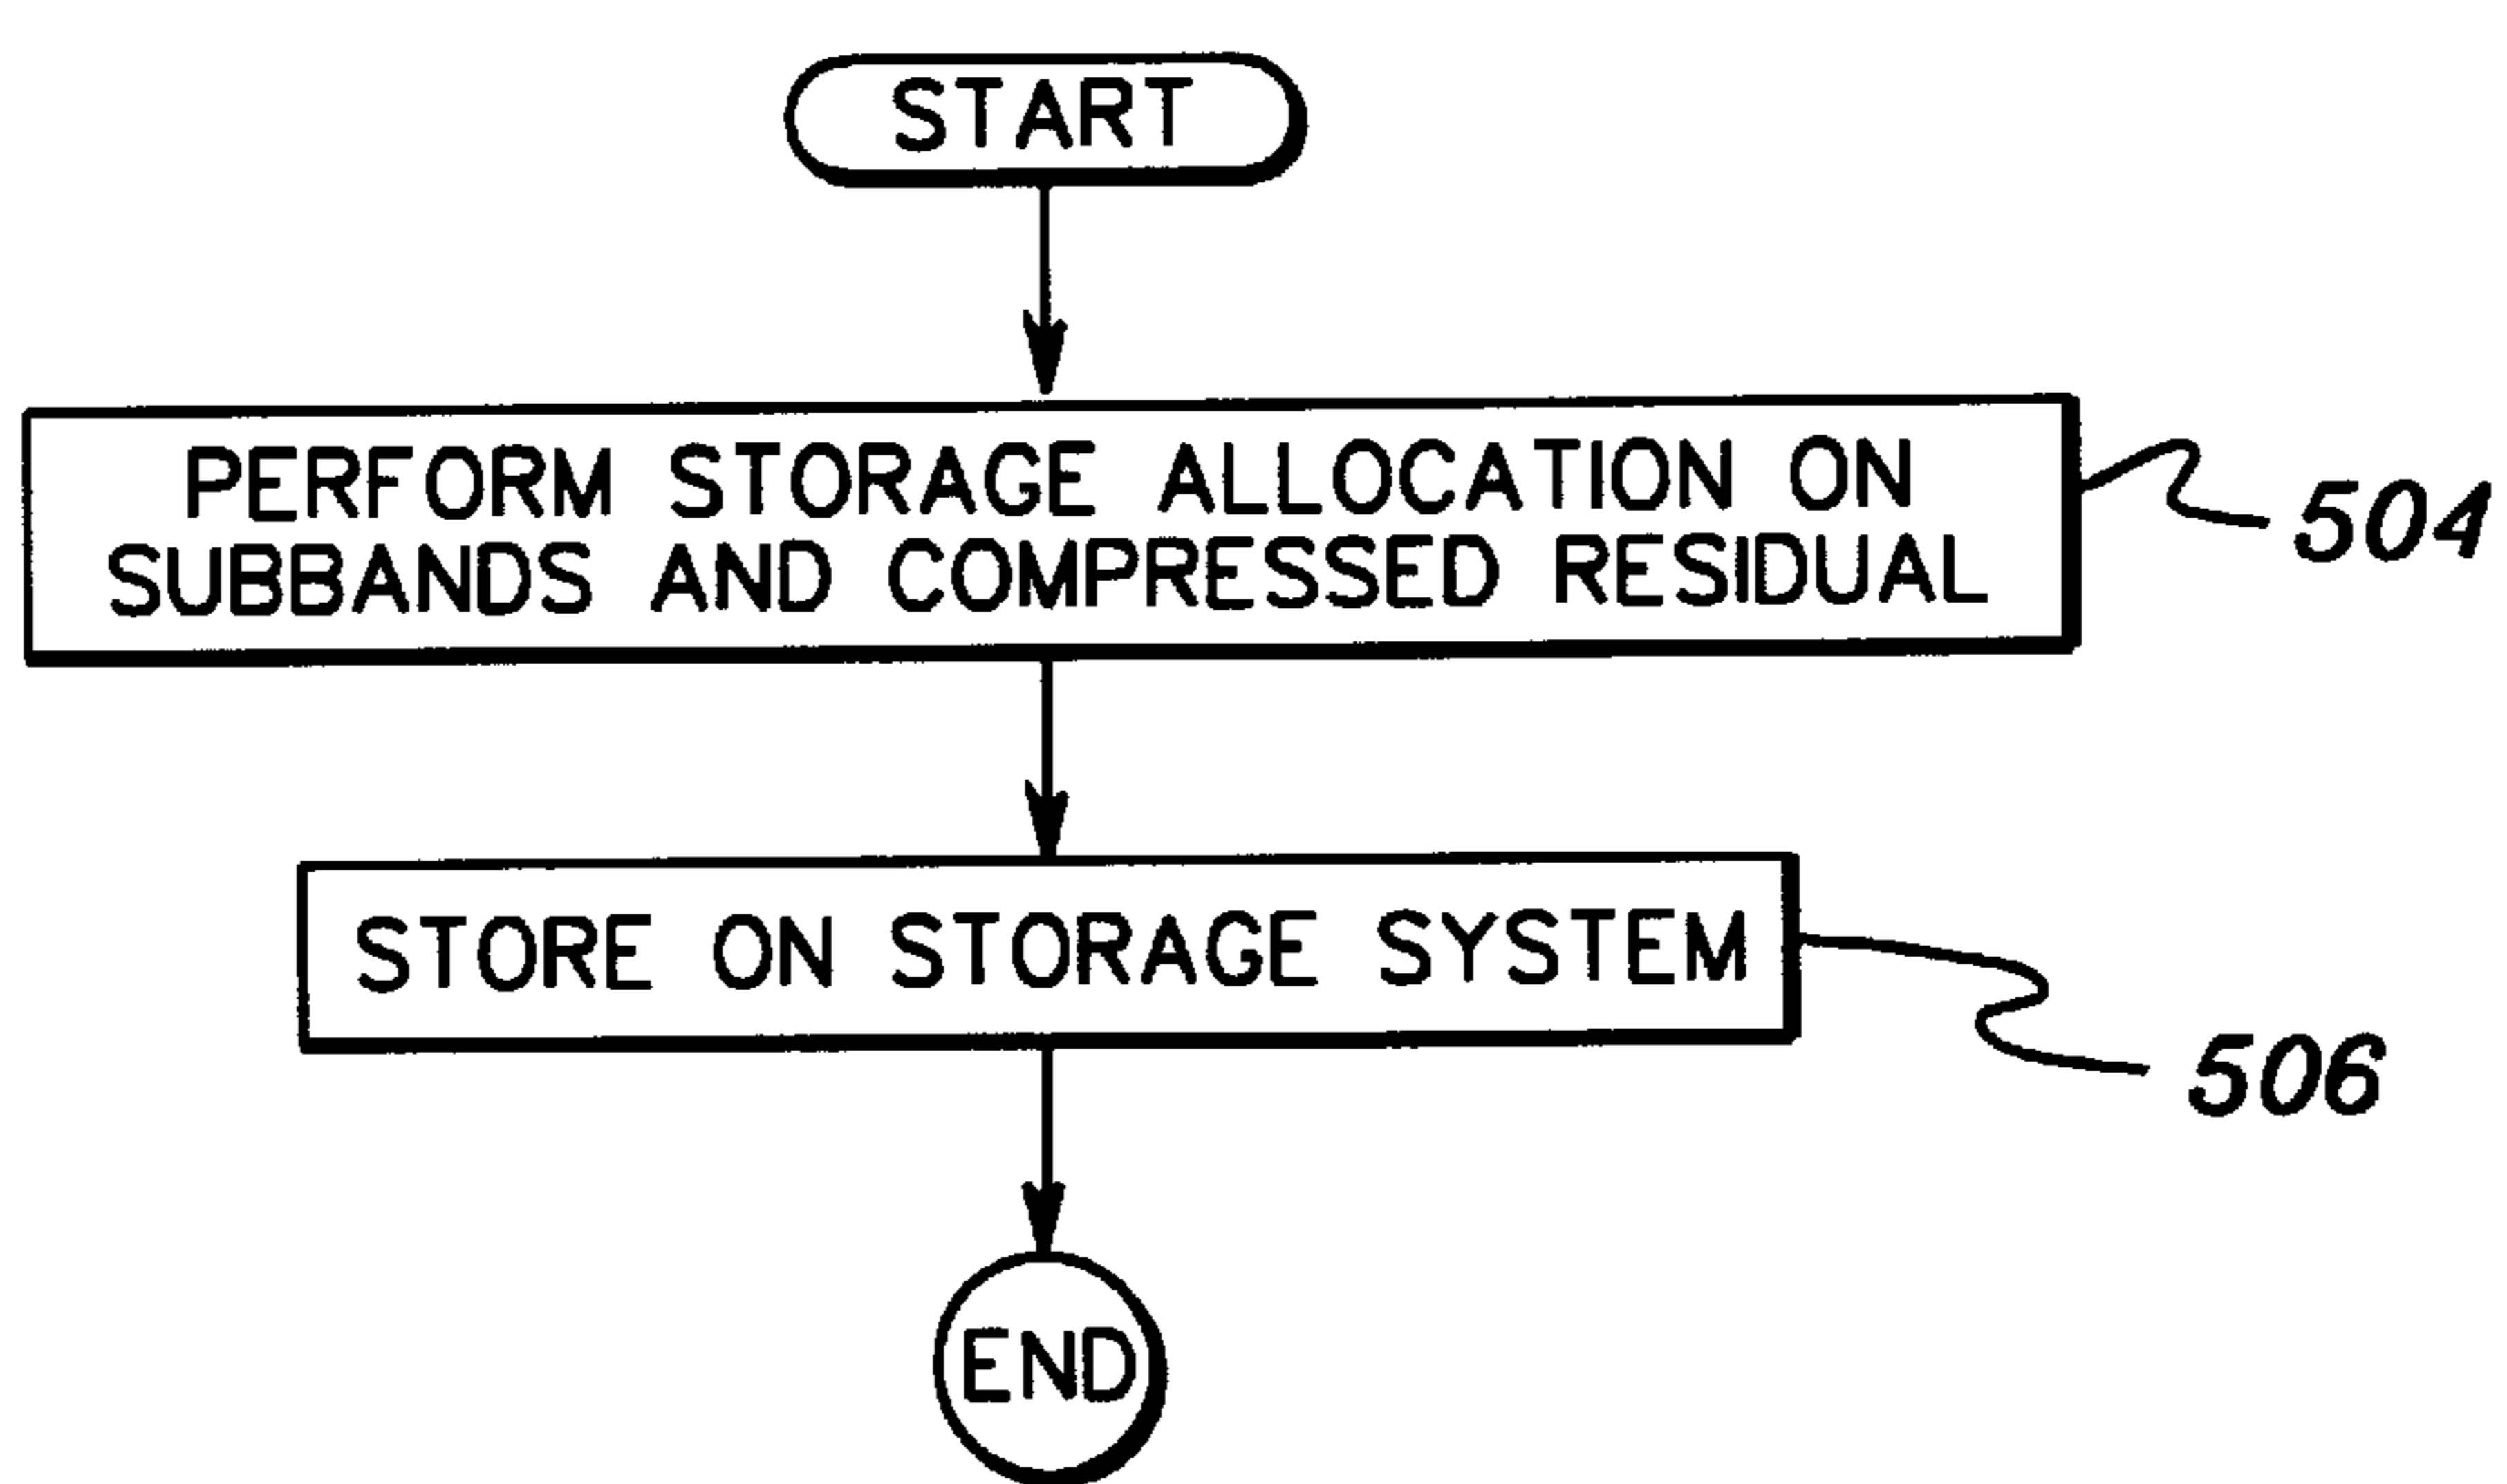 START
PERFORM STORAGE ALLOCATION ON
SUBBANDS AND COMPRESSED RESIDUAL
504
STORE ON STORAGE SYSTEM
506
END